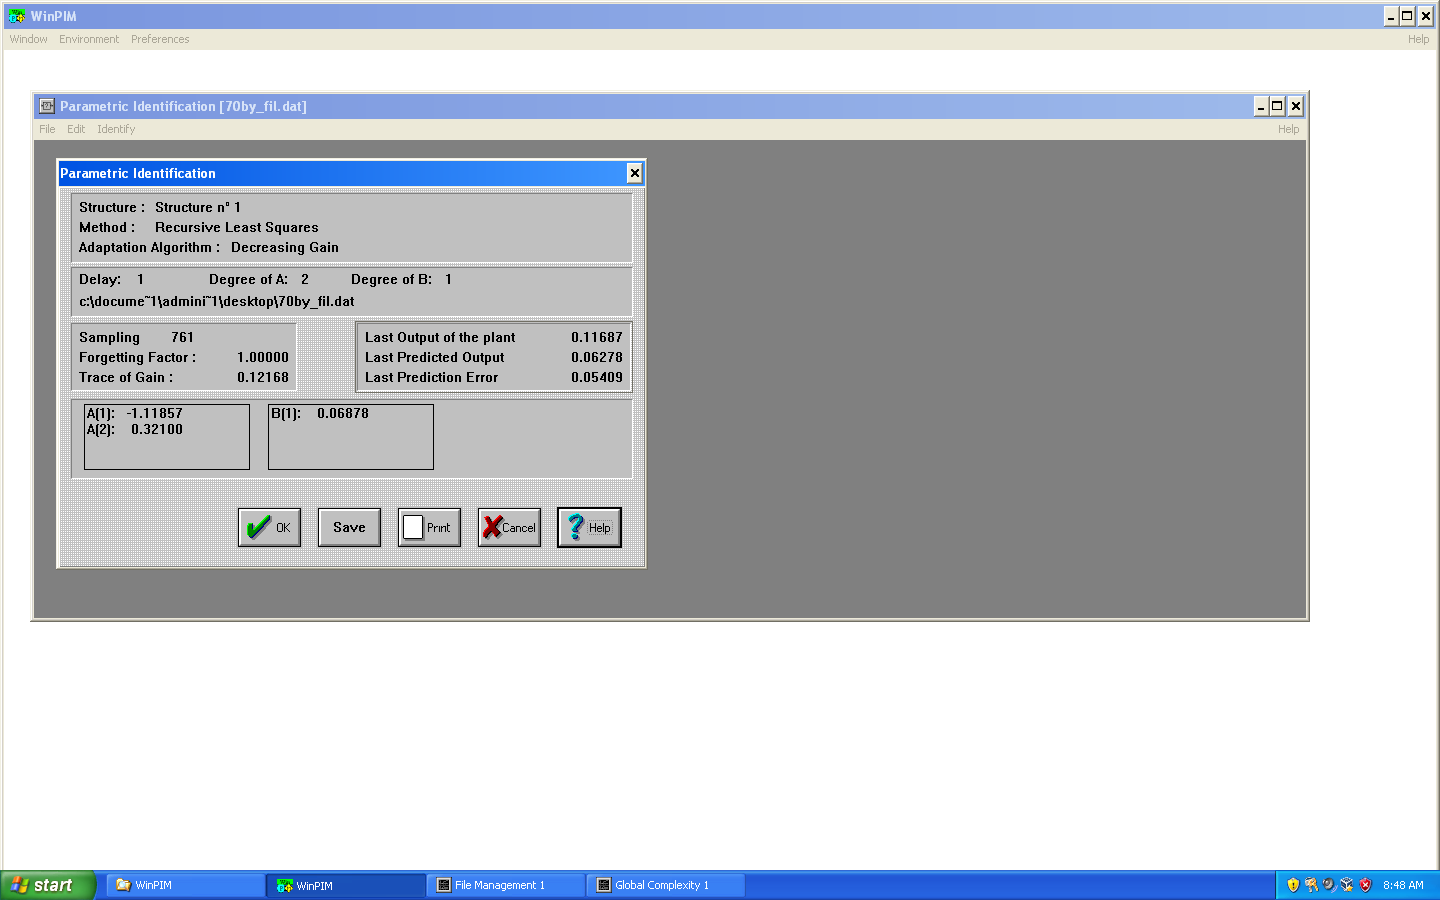 WinPIM
Window Environment Preferences Help
Parametric Identification [70by_fil.dat]
File Edit Identify Help
Parametric Identification
Structure : Structure n° 1
Method : Recursive Least Squares
Adaptation Algorithm : Decreasing Gain
Delay: 1 Degree of A: 2 Degree of B: 1
c:\docume~1\admini~1\desktop\70by_fil.dat
Sampling 761
Forgetting Factor : 1.00000
Trace of Gain : 0.12168
Last Output of the plant 0.11687
Last Predicted Output 0.06278
Last Prediction Error 0.05409
A(1): -1.11857
A(2): 0.32100
B(1): 0.06878
OK Save Print Cancel Help
start WinPIM WinPIM File Management 1 Global Complexity 1 8:48 AM